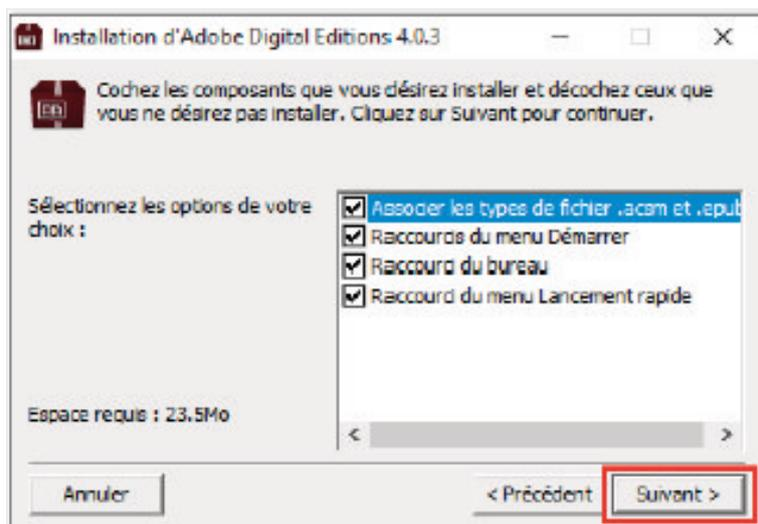 Installation d'Adobe Digital Editions 4.0.3
Cochez les composants que vous désirez installer et décochez ceux que
vous ne désirez pas installer. Cliquez sur Suivant pour continuer.
Sélectionnez les options de votre
choix :
Associer les types de fichier .acsm et .epub
Raccourcis du menu Démarrer
Raccourci du bureau
Raccourci du menu Lancement rapide
Espace requis : 23.5Mo
Annuler
< Précédent
Suivant >